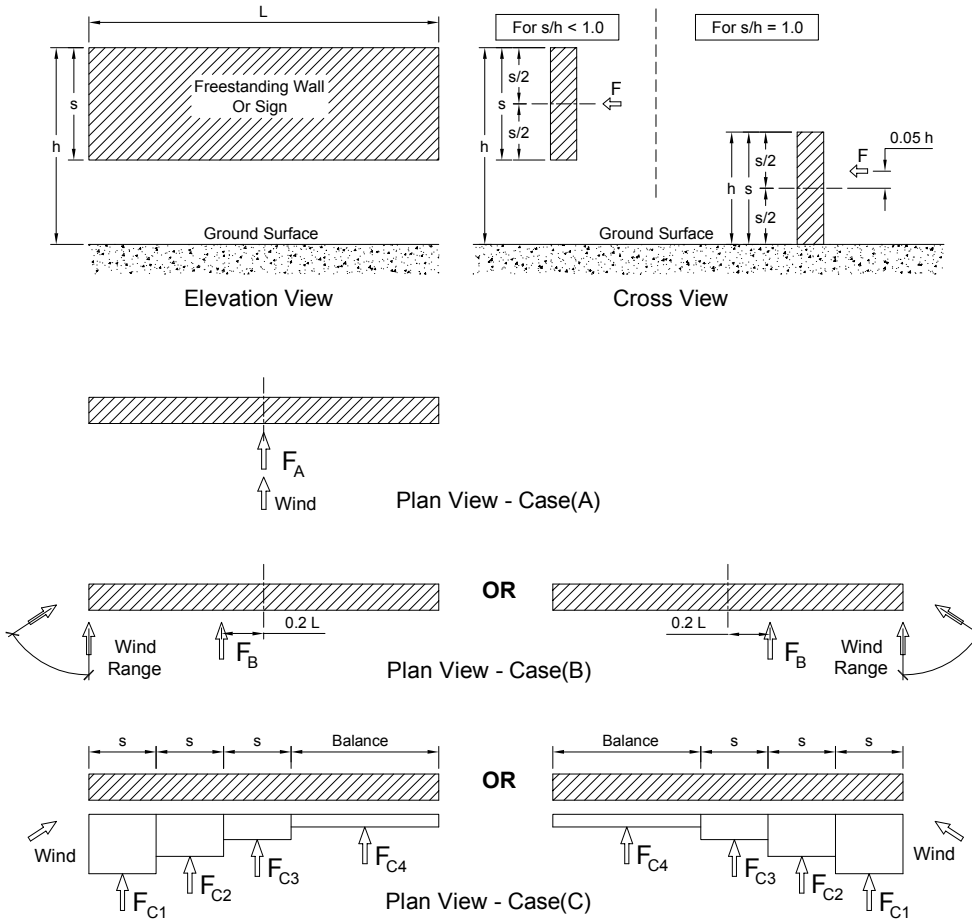 L
For s/h < 1.0
For s/h = 1.0
Freestanding Wall
Or Sign
s
h
Ground Surface
Elevation View
s/2
s/2
s
h
F
0.05 h
F
s/2
s/2
h
s
Ground Surface
Cross View
F_A
Wind
Plan View - Case(A)
OR
Wind
Range
0.2 L
F_B
0.2 L
F_B
Wind
Range
Plan View - Case(B)
s
s
s
Balance
Balance
s
s
s
OR
Wind
F_C1
F_C2
F_C3
F_C4
F_C4
F_C3
F_C2
F_C1
Wind
Plan View - Case(C)